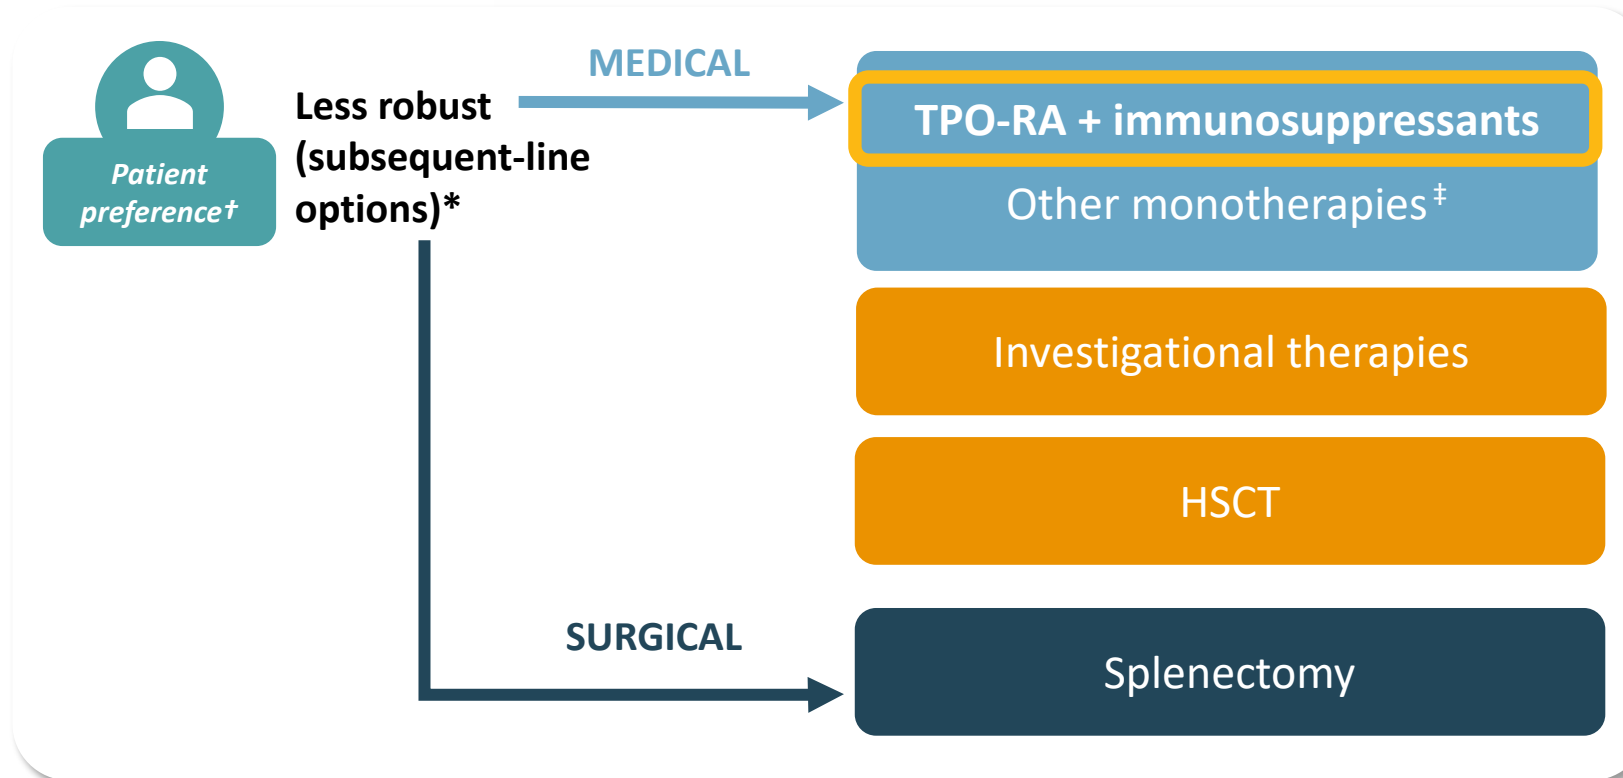 Patient
preference†
Less robust
(subsequent-line
options)*
MEDICAL
TPO-RA + immunosuppressants
Other monotherapies‡
Investigational therapies
HSCT
SURGICAL
Splenectomy